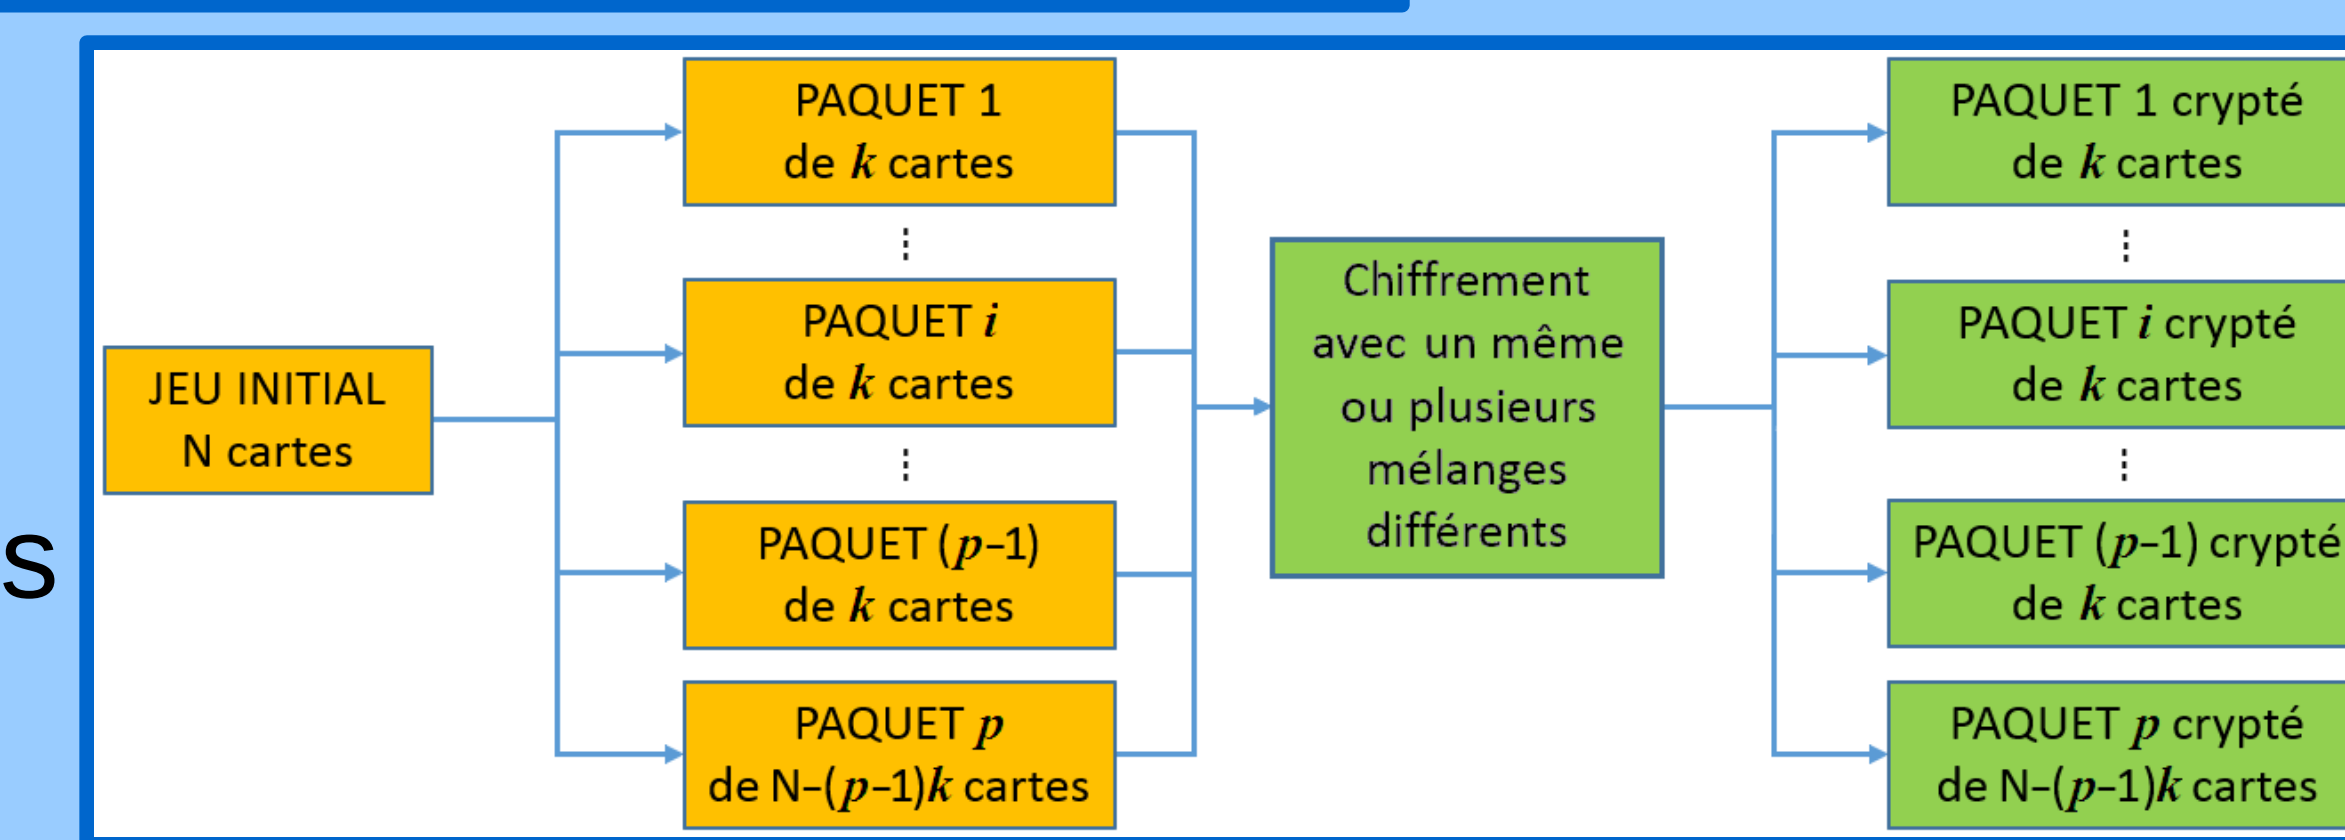 JEU INITIAL
N cartes
PAQUET 1
de k cartes
PAQUET i
de k cartes
PAQUET (p-1)
de k cartes
PAQUET p
de N-(p-1)k cartes
Chiffrement
avec un même
ou plusieurs
mélanges
différents
PAQUET 1 crypté
de k cartes
PAQUET i crypté
de k cartes
PAQUET (p-1) crypté
de k cartes
PAQUET p crypté
de N-(p-1)k cartes
s